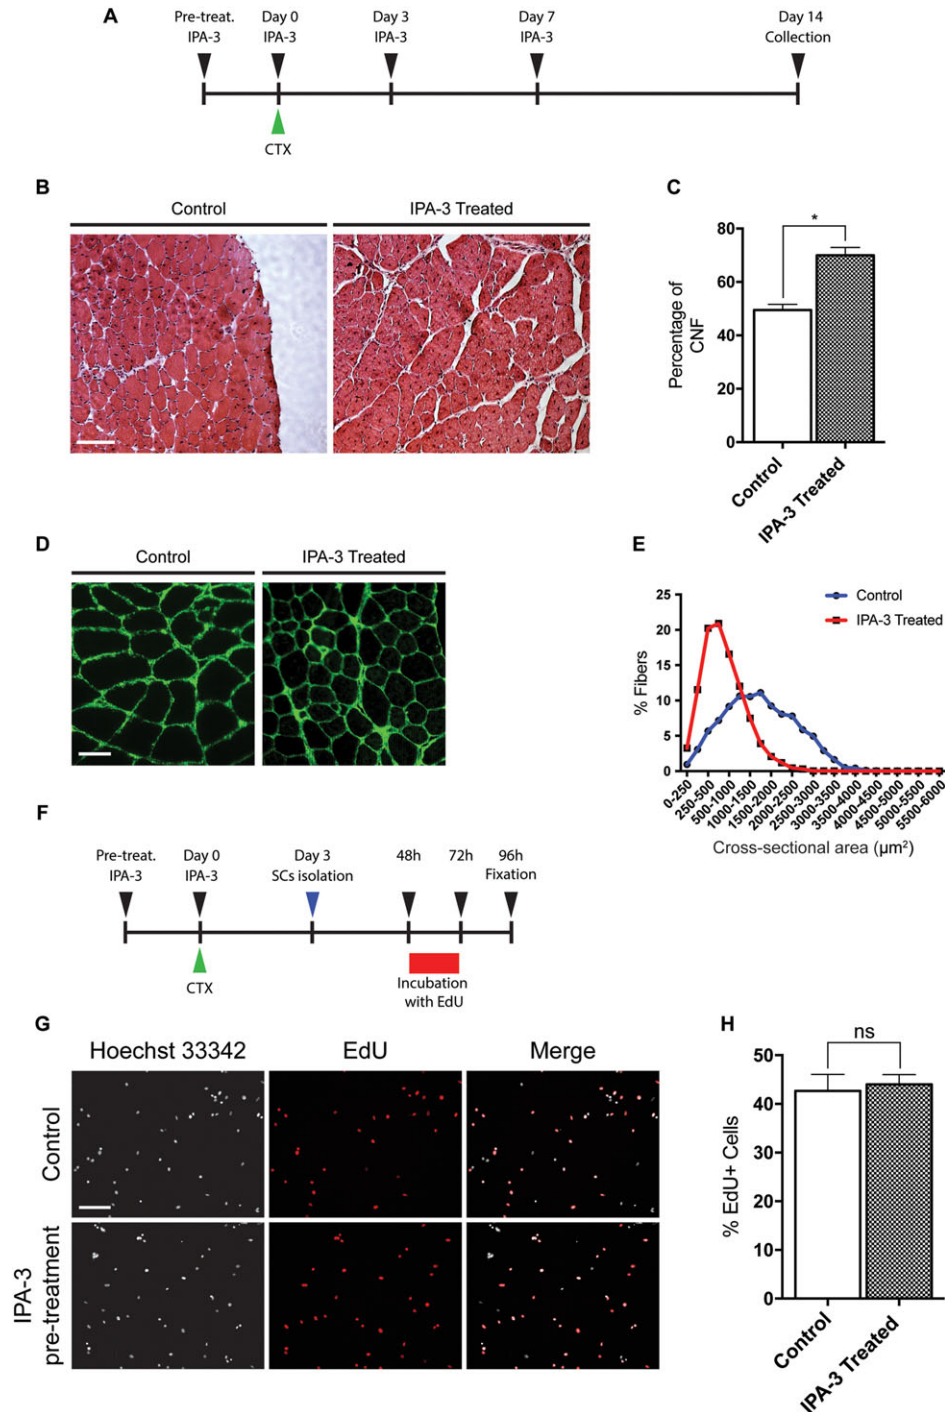 A
Pre-treat. Day 0 Day 3 Day 7 Day 14
IPA-3 IPA-3 IPA-3 IPA-3 Collection
CTX
B
Control IPA-3 Treated
C
*
80
60
40
20
0
Percentage of
CNF
Control
IPA-3 Treated
D
Control IPA-3 Treated
E
Control
IPA-3 Treated
25
20
15
10
5
0
% Fibers
0-250
250-500
500-1000
1000-1500
1500-2000
2000-2500
2500-3000
3000-3500
3500-4000
4000-4500
4500-5000
5000-5500
5500-6000
Cross-sectional area (µm²)
F
Pre-treat. Day 0 Day 3 48h 72h 96h
IPA-3 IPA-3 SCs isolation Fixation
CTX
Incubation
with EdU
G
Hoechst 33342 EdU Merge
Control
IPA-3
pre-treatment
H
ns
50
40
30
20
10
0
% EdU+ Cells
Control
IPA-3 Treated